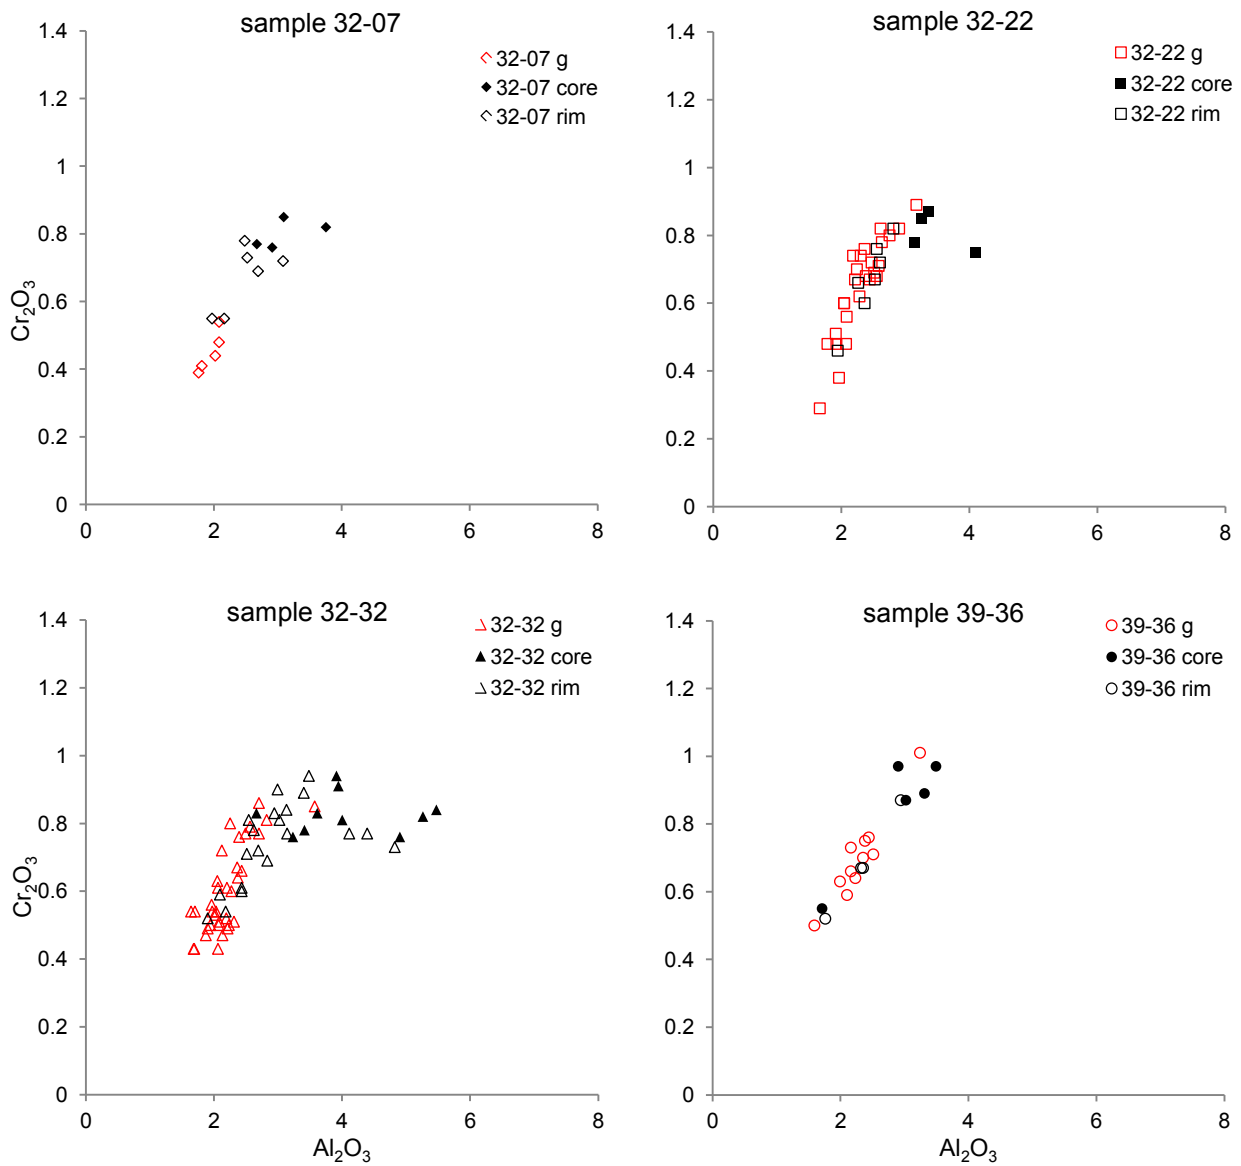 sample 32-07
32-07 g
32-07 core
32-07 rim
1.4
1.2
1
0.8
0.6
0.4
0.2
0
Cr₂O₃
0 2 4 6 8
sample 32-22
32-22 g
32-22 core
32-22 rim
1.4
1.2
1
0.8
0.6
0.4
0.2
0
0 2 4 6 8
sample 32-32
32-32 g
32-32 core
32-32 rim
1.4
1.2
1
0.8
0.6
0.4
0.2
0
Cr₂O₃
0 2 4 6 8
Al₂O₃
sample 39-36
39-36 g
39-36 core
39-36 rim
1.4
1.2
1
0.8
0.6
0.4
0.2
0
0 2 4 6 8
Al₂O₃